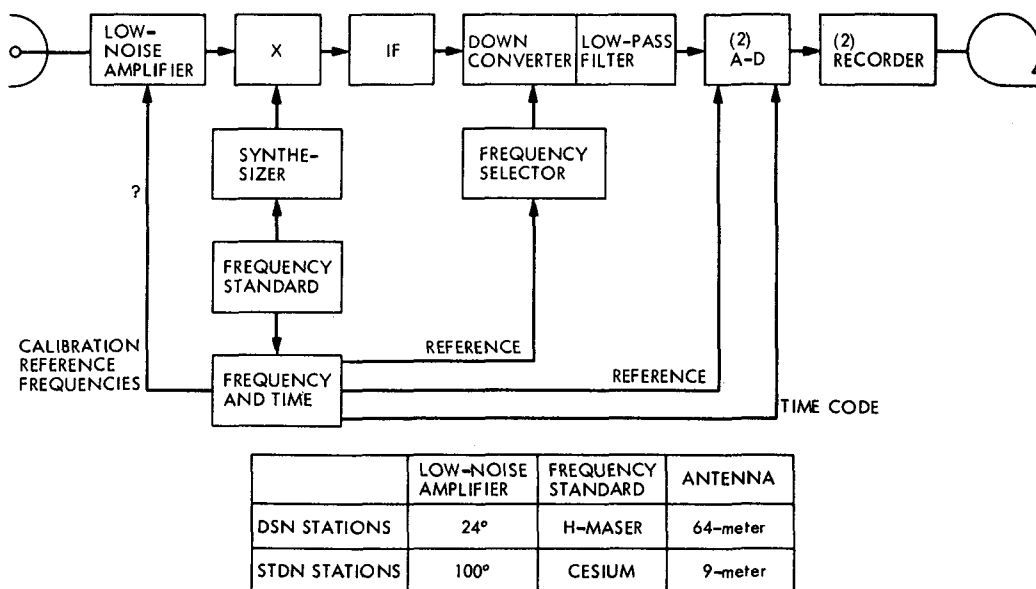 LOW-
NOISE
AMPLIFIER
X
IF
DOWN
CONVERTER
LOW-PASS
FILTER
(2)
A-D
(2)
RECORDER
SYNTHE-
SIZER
FREQUENCY
SELECTOR
?
FREQUENCY
STANDARD
CALIBRATION
REFERENCE
FREQUENCIES
FREQUENCY
AND TIME
REFERENCE
REFERENCE
TIME CODE
LOW-NOISE
AMPLIFIER
FREQUENCY
STANDARD
ANTENNA
DSN STATIONS
24°
H-MASER
64-meter
STDN STATIONS
100°
CESIUM
9-meter